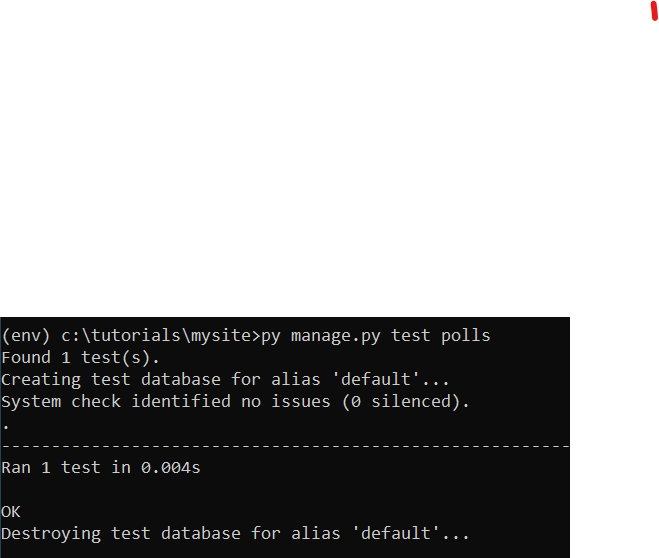 (env) c:\tutorials\mysite>py manage.py test polls
Found 1 test(s).
Creating test database for alias 'default'...
System check identified no issues (0 silenced).
.
---------------------------------------------------------
Ran 1 test in 0.004s
OK
Destroying test database for alias 'default'...